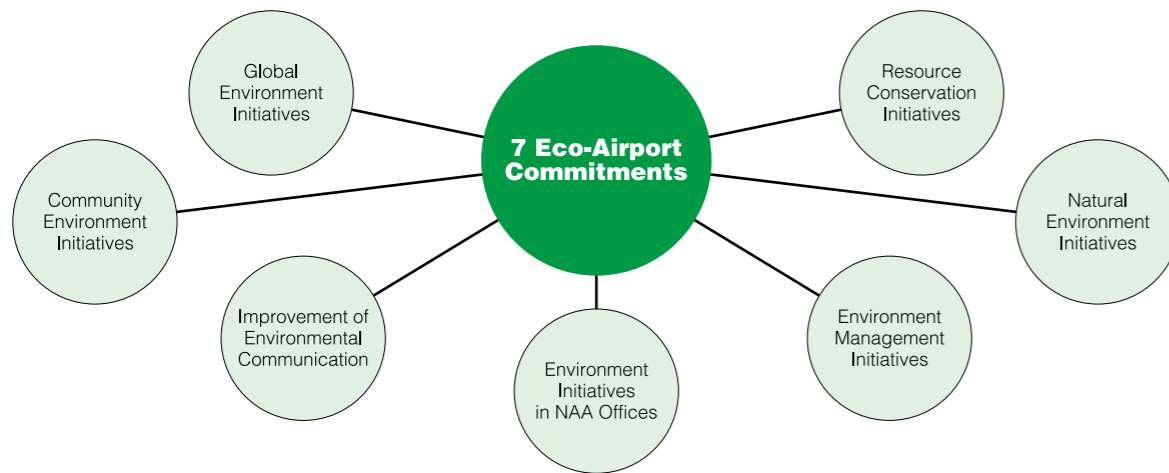 Global
Environment
Initiatives
Resource
Conservation
Initiatives
7 Eco-Airport
Commitments
Community
Environment
Initiatives
Natural
Environment
Initiatives
Improvement of
Environmental
Communication
Environment
Initiatives
in NAA Offices
Environment
Management
Initiatives